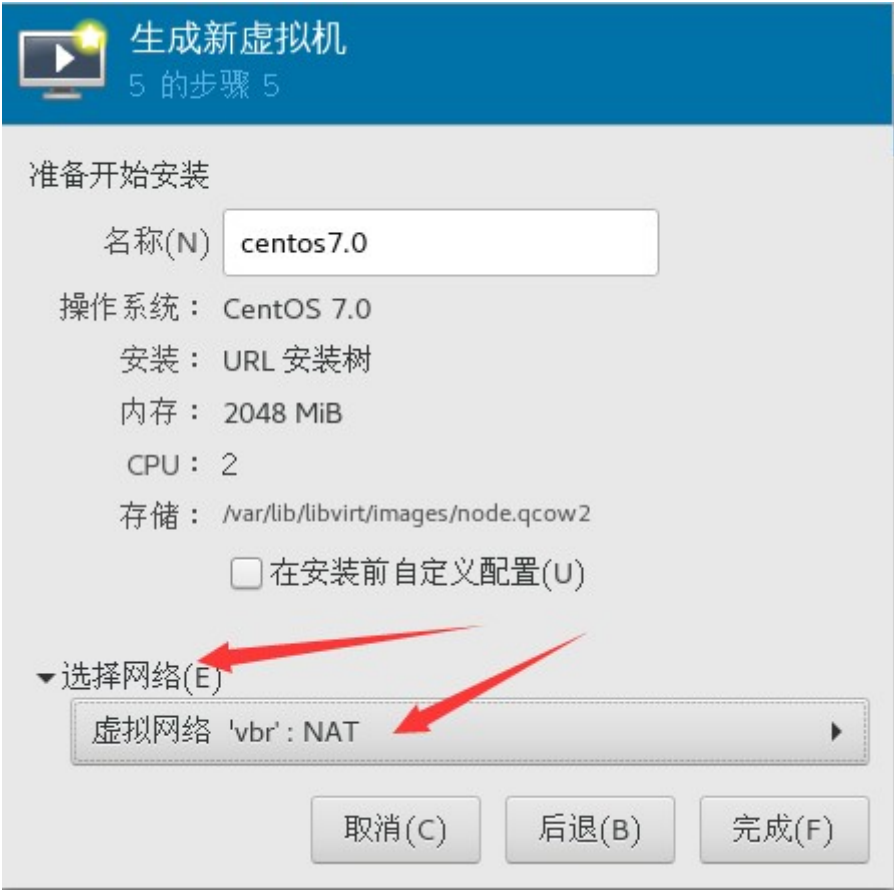 生成新虚拟机
5 的步骤 5
准备开始安装
名称(N) centos7.0
操作系统： CentOS 7.0
安装： URL 安装树
内存： 2048 MiB
CPU： 2
存储： /var/lib/libvirt/images/node.qcow2
在安装前自定义配置(U)
选择网络(E)
虚拟网络 'vbr' : NAT
取消(C) 后退(B) 完成(F)